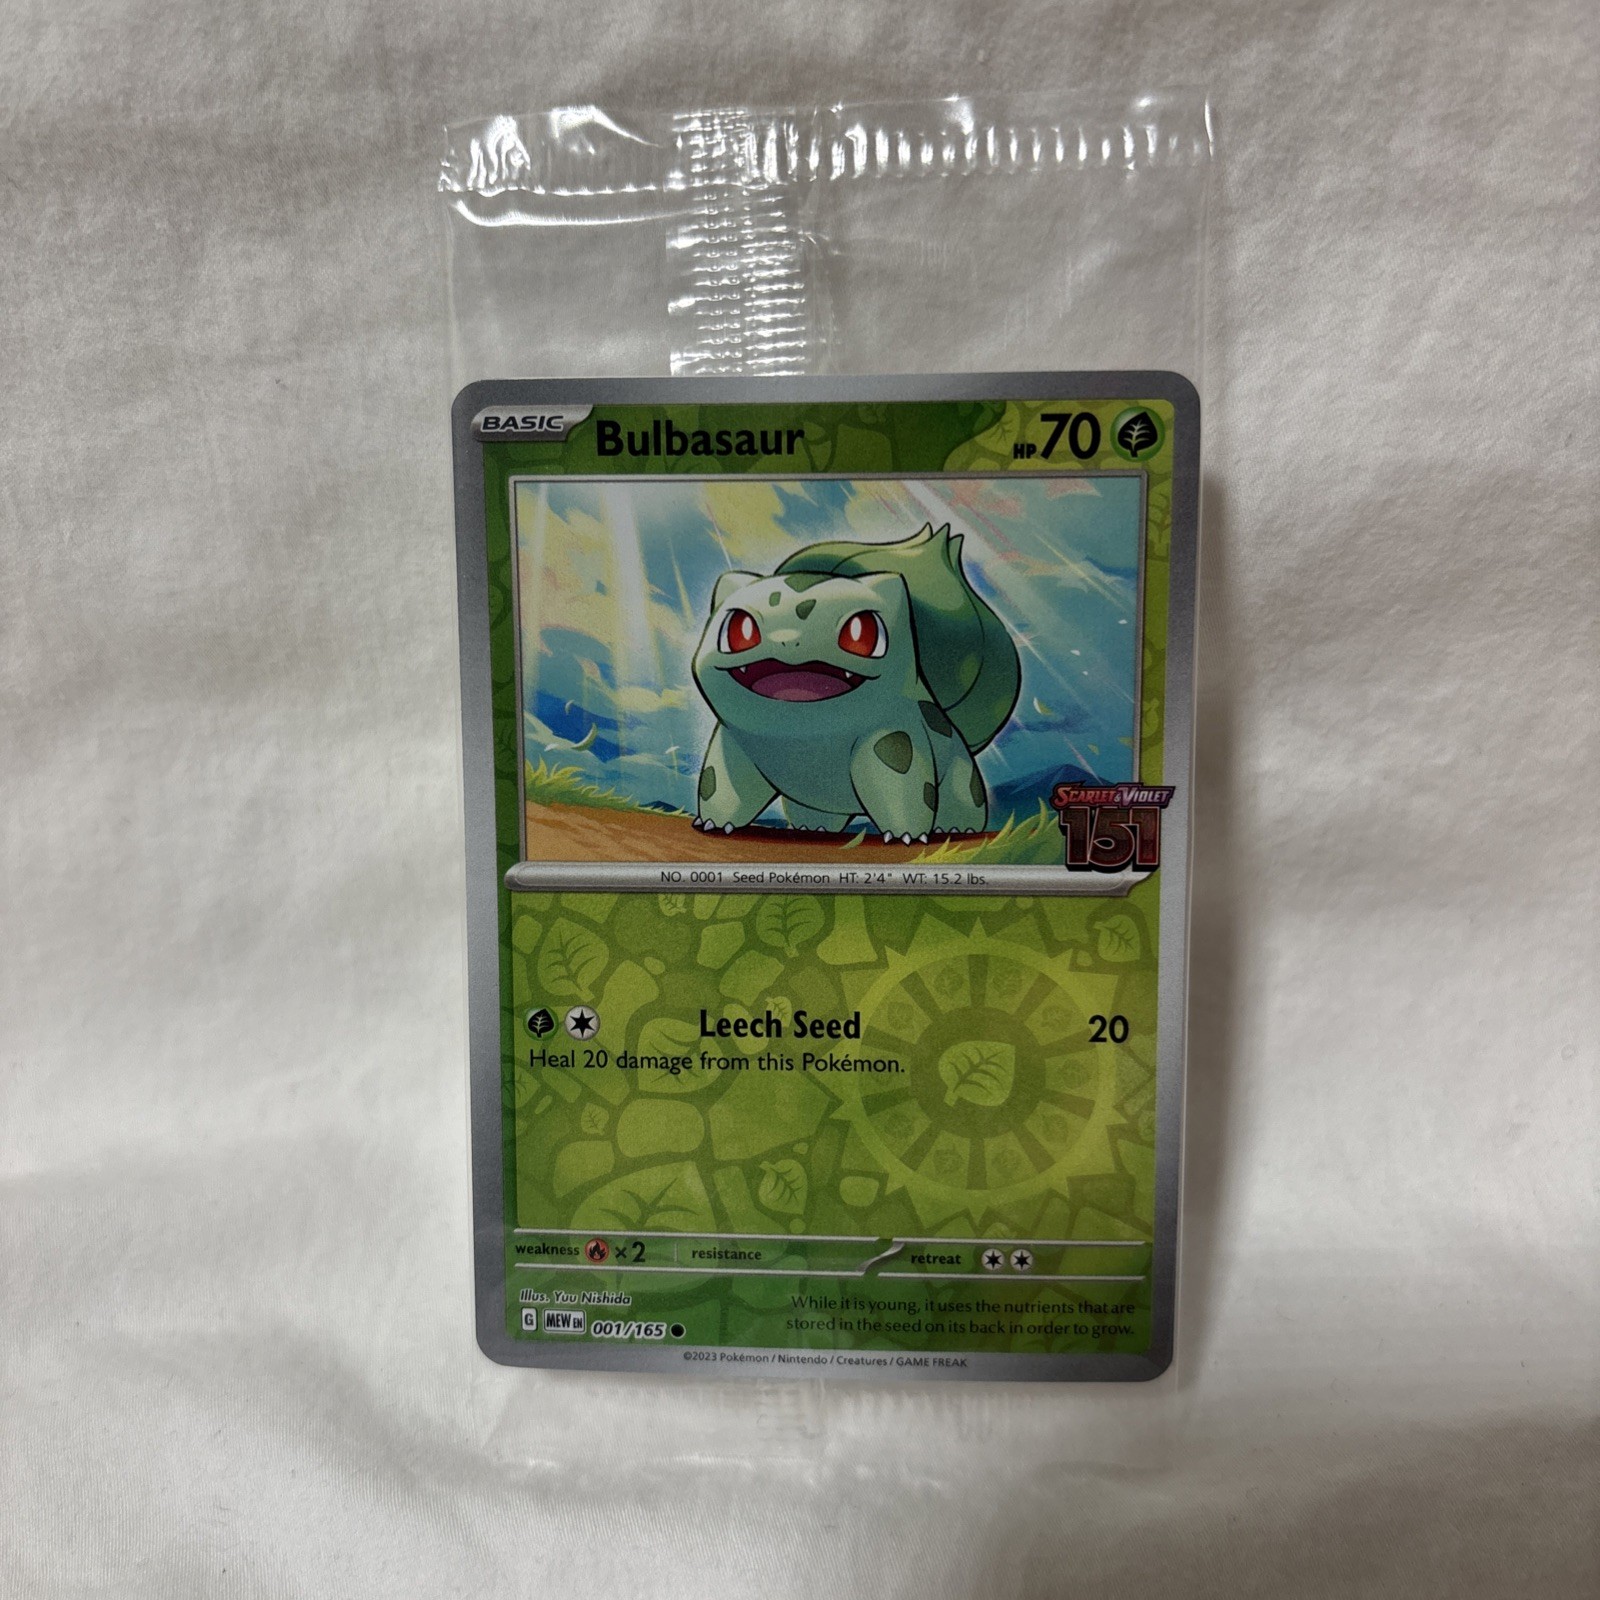 BASIC
Bulbasaur
HP 70
SCARLET & VIOLET
151
NO. 0001 Seed Pokémon HT: 2'4" WT: 15.2 lbs.
Leech Seed 20
Heal 20 damage from this Pokémon.
weakness ×2 resistance retreat
Illus. Yuu Nishida
G MEW EN 001/165
While it is young, it uses the nutrients that are
stored in the seed on its back in order to grow.
©2023 Pokémon / Nintendo / Creatures / GAME FREAK